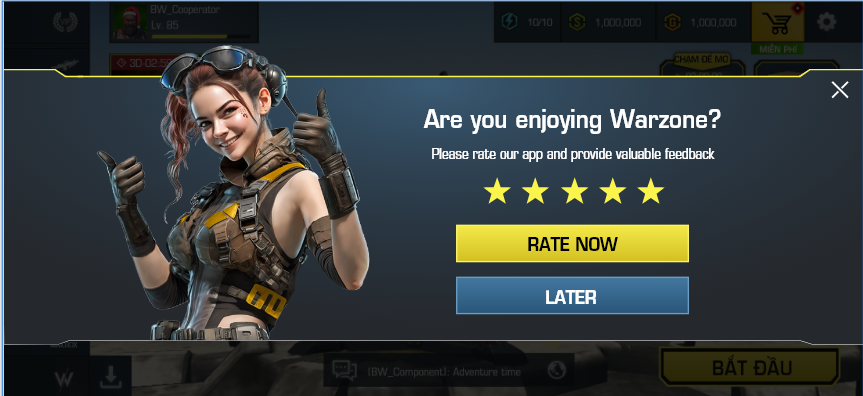 BW_Cooperator
Lv. 85
10/10
1,000,000
1,000,000
MIỄN PHÍ
CHẠM ĐỂ MỞ
Are you enjoying Warzone?
Please rate our app and provide valuable feedback
RATE NOW
LATER
[BW_Component]: Adventure time
BẮT ĐẦU